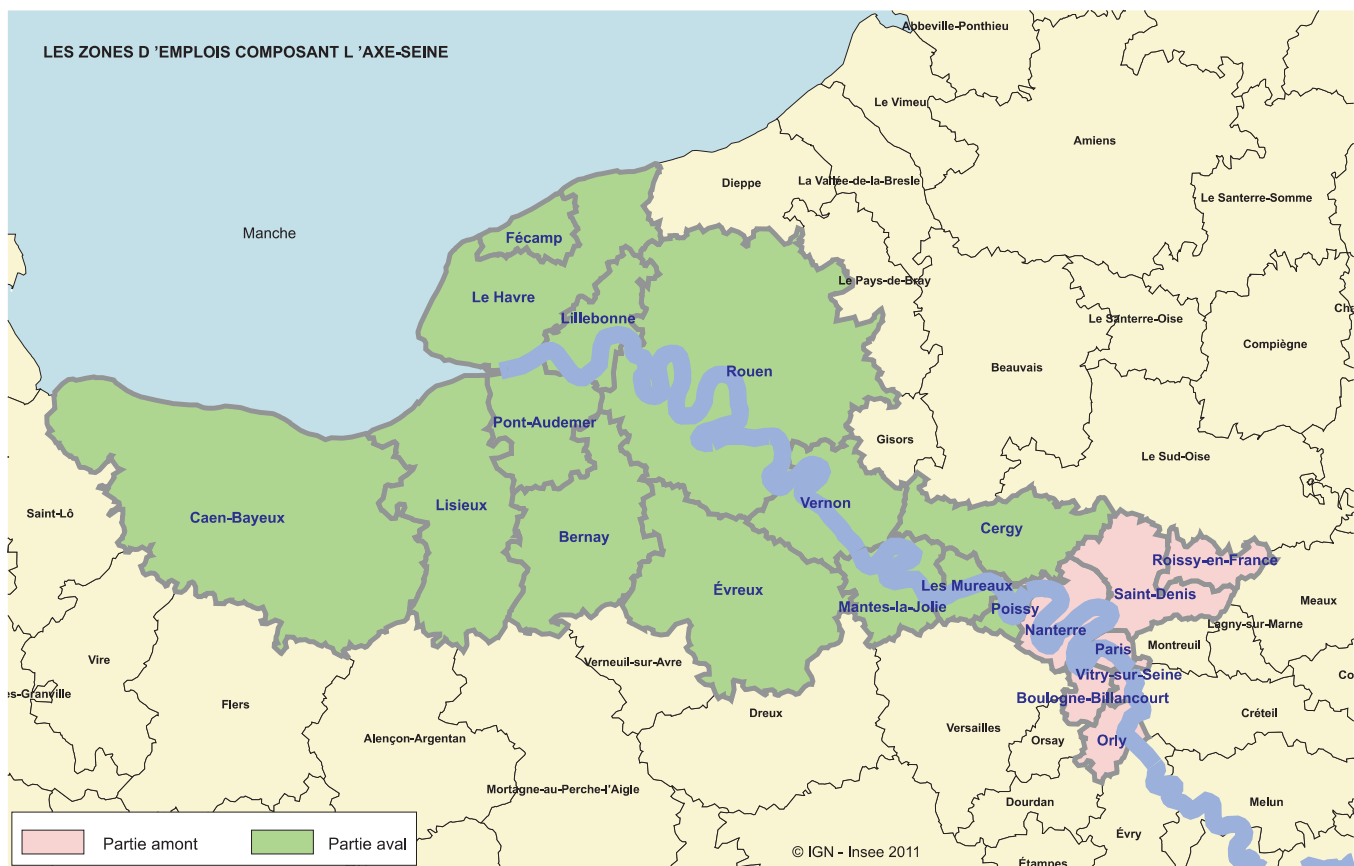 Abbeville-Ponthieu
LES ZONES D 'EMPLOIS COMPOSANT L 'AXE-SEINE
Le Vimeu
Amiens
La Vallée-de-la-Bresle
Dieppe
Le Santerre-Somme
Manche
Fécamp
Le Pays-de-Bray
Le Havre
Cha
Lillebonne
Le Santerre-Oise
Compiègne
Rouen
Beauvais
Pont-Audemer
Gisors
Le Sud-Oise
Vernon
Lisieux
Saint-Lô
Caen-Bayeux
Cergy
Bernay
Roissy-en-France
Les Mureaux
Évreux
Saint-Denis
Meaux
Mantes-la-Jolie
Poissy
Lagny-sur-Marne
Nanterre
Montreuil
Paris
Vire
Verneuil-sur-Avre
Vitry-sur-Seine
Co
es-Granville
Boulogne-Billancourt
Flers
Dreux
Créteil
Versailles
Alençon-Argentan
Orsay
Orly
Mortagne-au-Perche-l'Aigle
Dourdan
Melun
Évry
Partie amont
Partie aval
© IGN - Insee 2011
Étampes